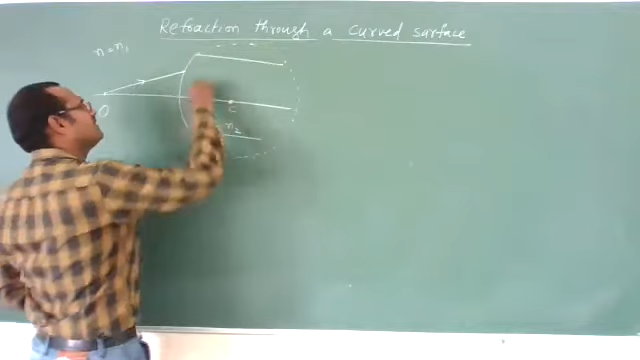 Refraction through a curved surface
n=n₁
O
C
n₂